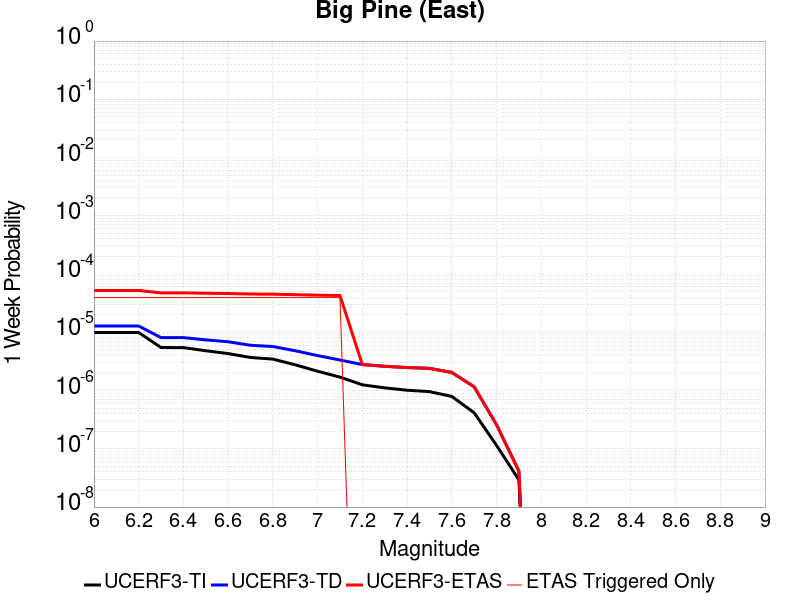 Big Pine (East)
10^0
10^-1
10^-2
10^-3
10^-4
10^-5
10^-6
10^-7
10^-8
1 Week Probability
6 6.2 6.4 6.6 6.8 7 7.2 7.4 7.6 7.8 8 8.2 8.4 8.6 8.8 9
Magnitude
UCERF3-TI UCERF3-TD UCERF3-ETAS ETAS Triggered Only